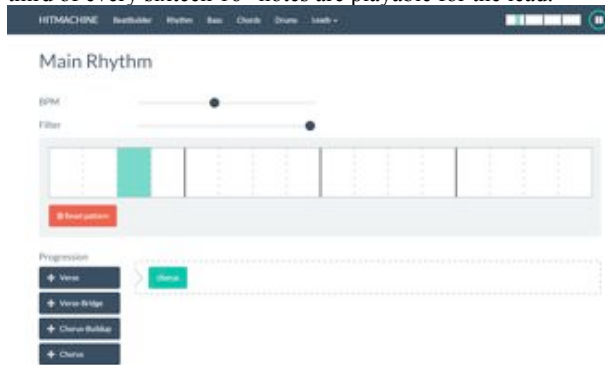 third of every sixteen 16th notes are playable for the lead.
HITMACHINE BeatBuilder Rhythm Bass Chords Drums Leads
Main Rhythm
BPM
Filter
Reset pattern
Progression
+ Verse
Chorus
+ Verse Bridge
+ Chorus Buildup
+ Chorus